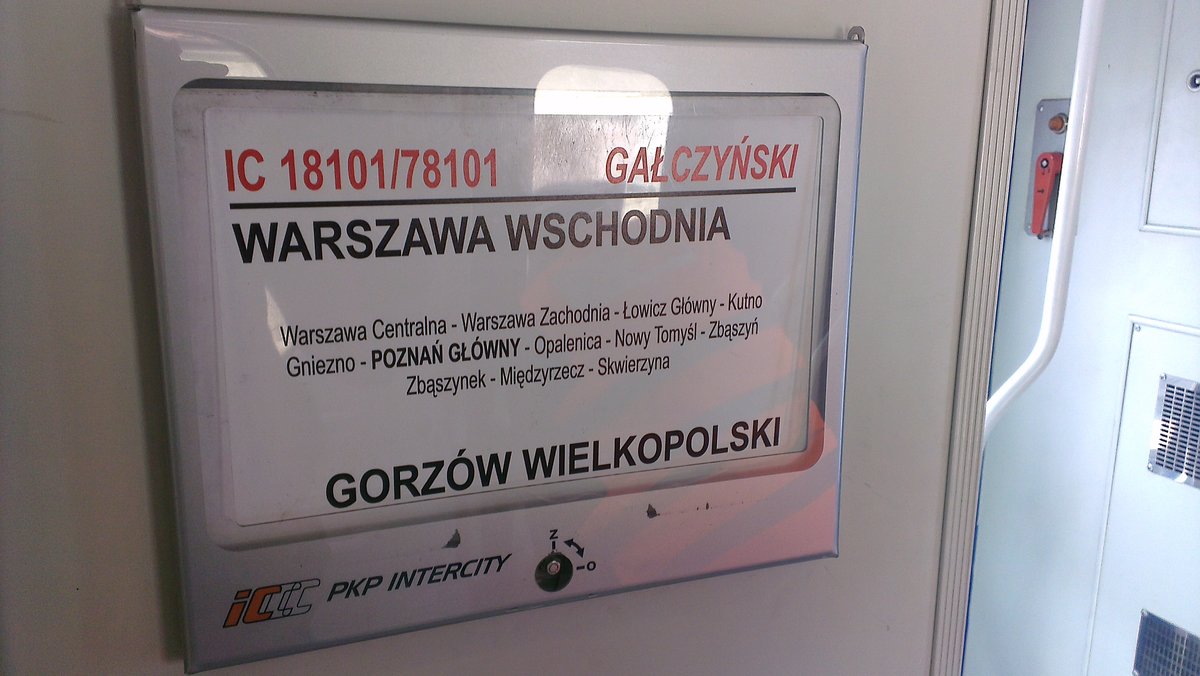 IC 18101/78101 GAŁCZYŃSKI
WARSZAWA WSCHODNIA
Warszawa Centralna - Warszawa Zachodnia - Łowicz Główny - Kutno
Gniezno - POZNAŃ GŁÓWNY - Opalenica - Nowy Tomyśl - Zbąszyń
Zbąszynek - Międzyrzecz - Skwierzyna
GORZÓW WIELKOPOLSKI
Z
O
iCCC PKP INTERCITY